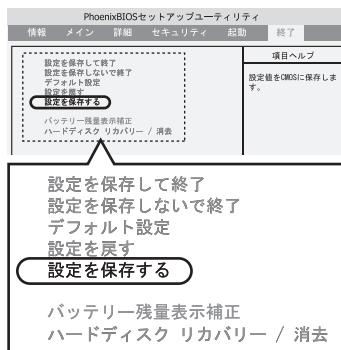 PhoenixBIOSセットアップユーティリティ
情報 メイン 詳細 セキュリティ 起動 終了
項目ヘルプ
設定を保存して終了
設定を保存しないで終了
デフォルト設定
設定を戻す
設定を保存する
バッテリー残量表示補正
ハードディスク リカバリー / 消去
設定値をCMOSに保存しま
す。
設定を保存して終了
設定を保存しないで終了
デフォルト設定
設定を戻す
設定を保存する
バッテリー残量表示補正
ハードディスク リカバリー / 消去